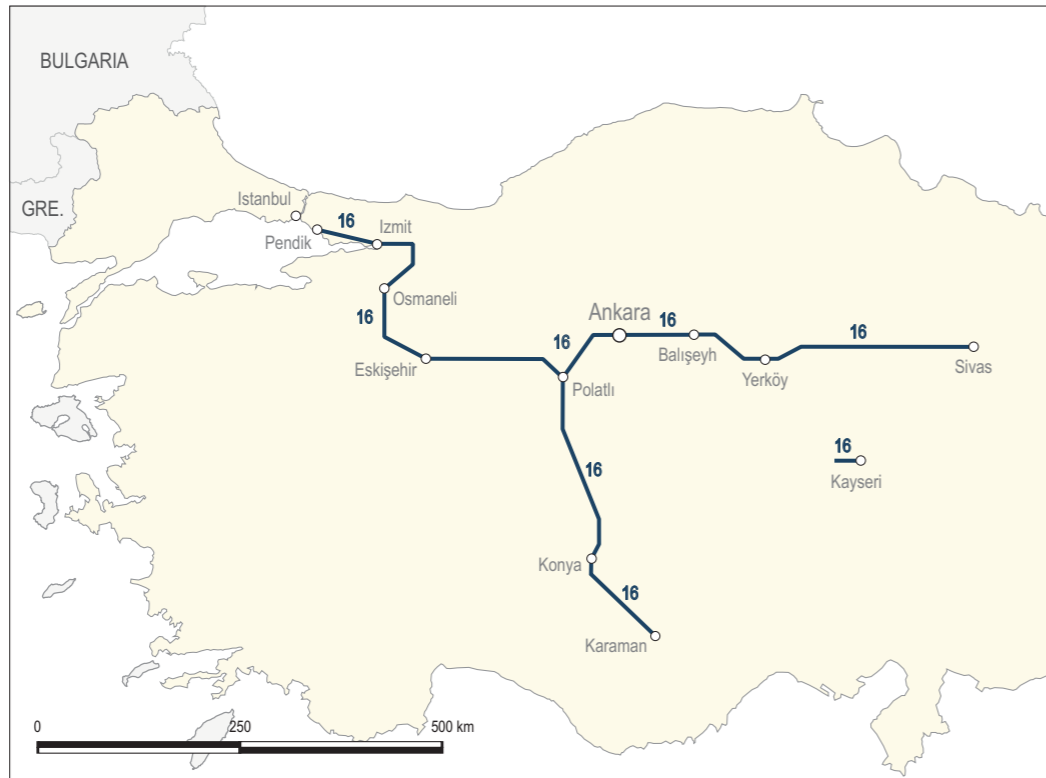 BULGARIA
GRE.
Istanbul
16
Izmit
Pendik
Osmaneli
16
Ankara
16
16
16
Balışeyh
Eskişehir
Polatlı
Yerköy
Sivas
16
16
Kayseri
Konya
16
Karaman
0
250
500 km